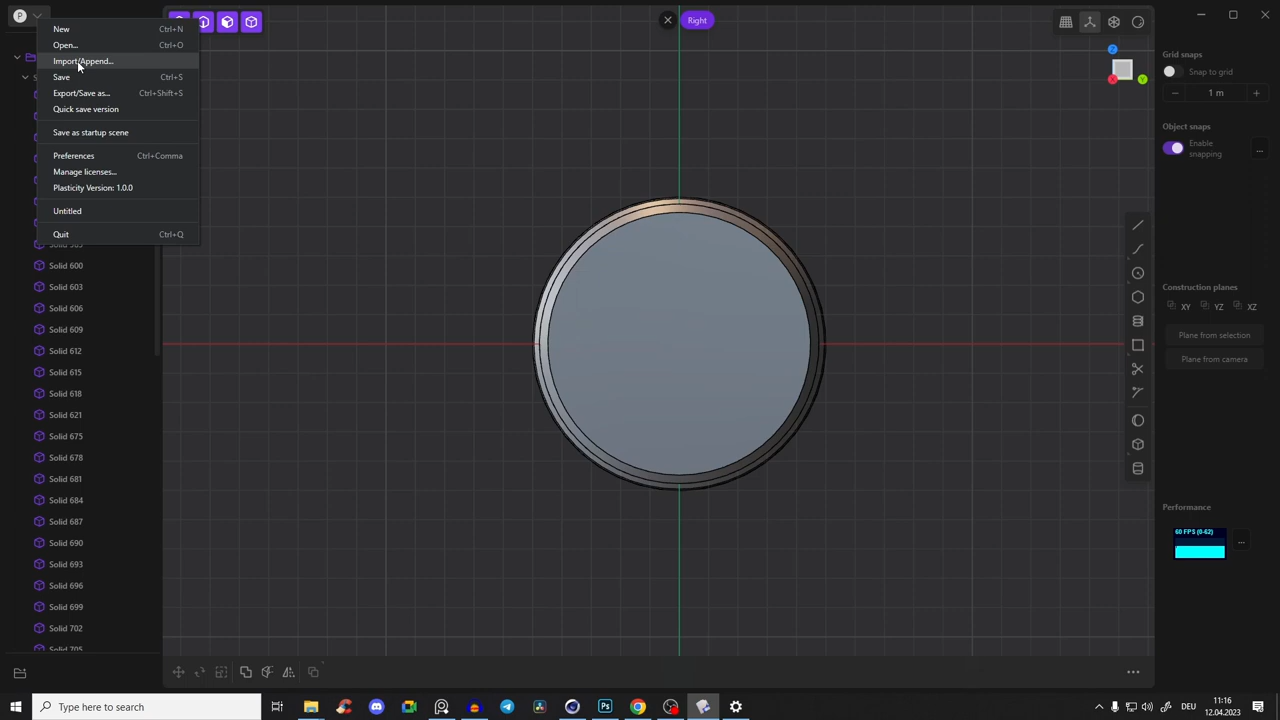 P
Right
New Ctrl+N
Open... Ctrl+O
Import/Append...
Save Ctrl+S
Export/Save as... Ctrl+Shift+S
Quick save version
Save as startup scene
Preferences Ctrl+Comma
Manage licenses...
Plasticity Version: 1.0.0
Untitled
Quit Ctrl+Q
Solid 600
Solid 603
Solid 606
Solid 609
Solid 612
Solid 615
Solid 618
Solid 621
Solid 675
Solid 678
Solid 681
Solid 684
Solid 687
Solid 690
Solid 693
Solid 696
Solid 699
Solid 702
Solid 705
Z
X
Y
Grid snaps
Snap to grid
1 m
Object snaps
Enable
snapping
...
Construction planes
XY YZ XZ
Plane from selection
Plane from camera
Performance
60 FPS (0-62)
...
Type here to search
Ps
DEU
11:16
12.04.2023